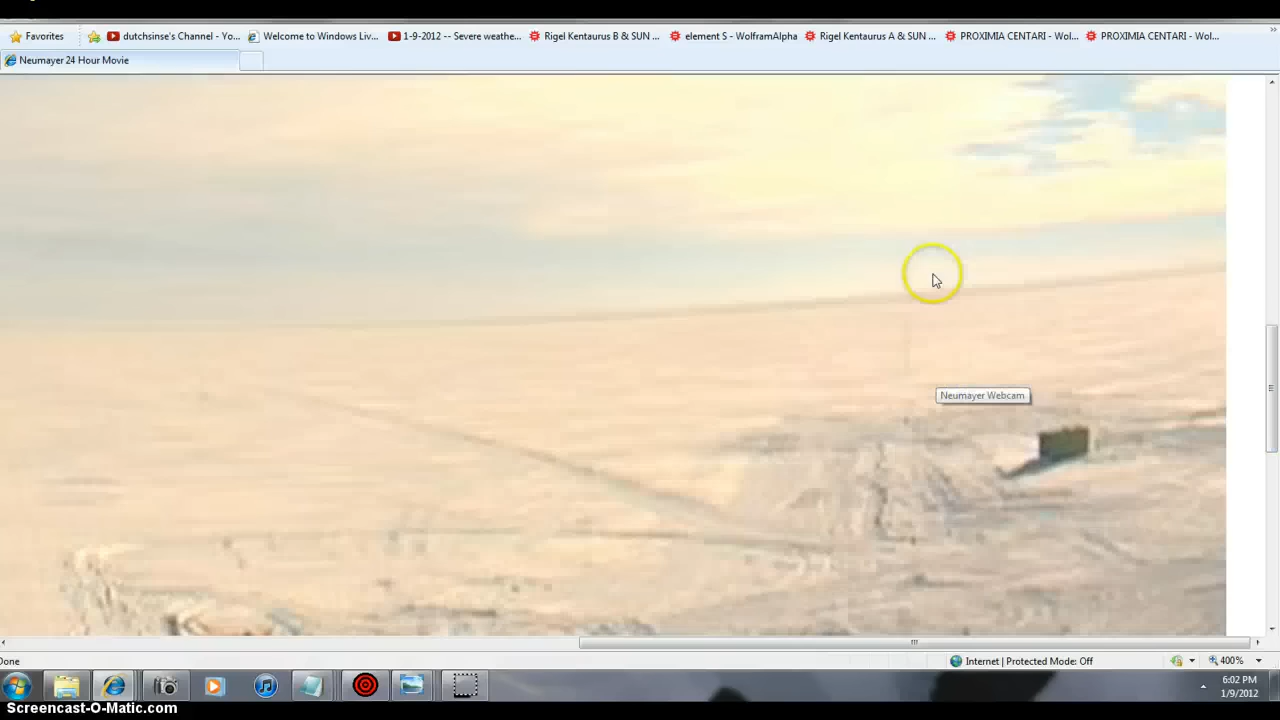 Favorites dutchsinse's Channel - Yo... Welcome to Windows Liv... 1-9-2012 -- Severe weathe... Rigel Kentaurus B & SUN ... element S - WolframAlpha Rigel Kentaurus A & SUN ... PROXIMIA CENTARI - Wol... PROXIMIA CENTARI - Wol...
Neumayer 24 Hour Movie
Neumayer Webcam
Done Internet | Protected Mode: Off 400%
6:02 PM
1/9/2012
Screencast-O-Matic.com